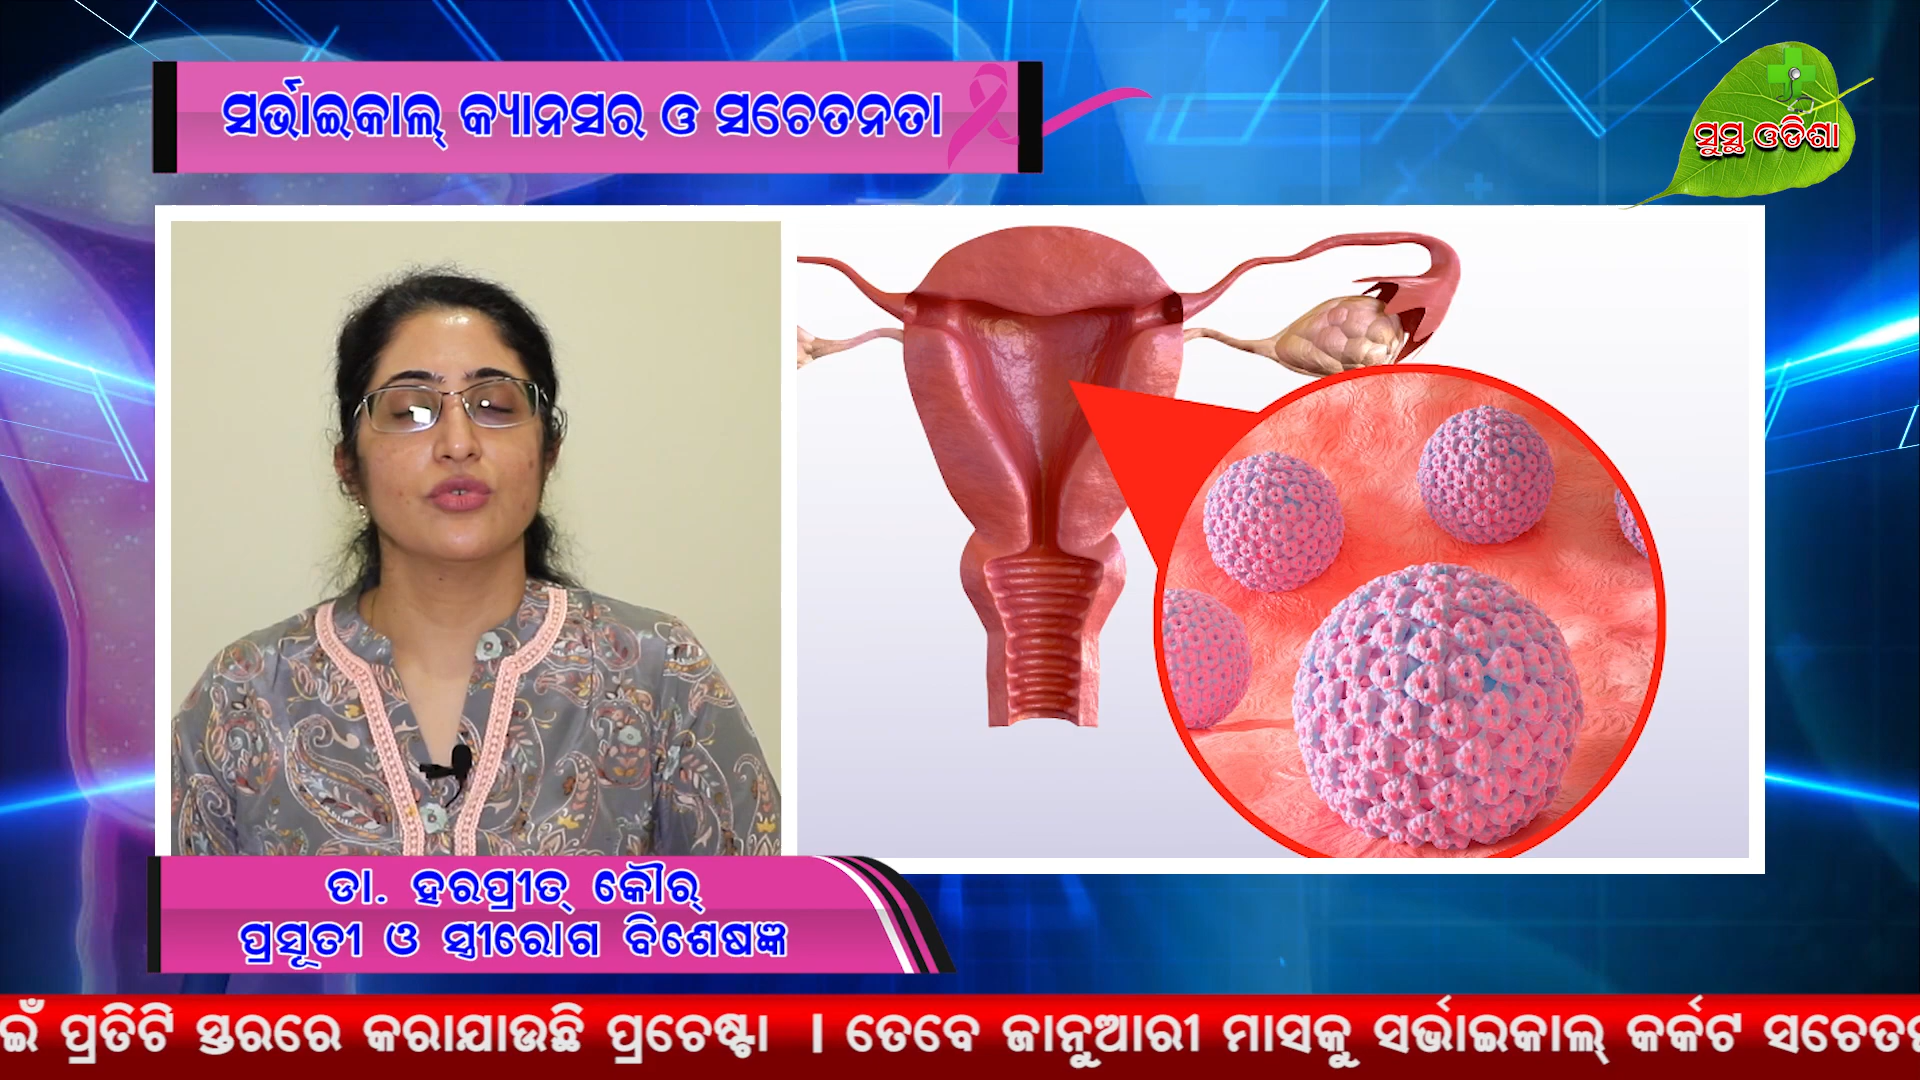 ସର୍ଭାଇକାଲ୍ କ୍ୟାନସର ଓ ସଚେତନତା
ସୁସ୍ଥ ଓଡିଶା
ଡା. ହରପ୍ରୀତ୍ କୌର୍
ପ୍ରସୂତୀ ଓ ସ୍ତ୍ରୀରୋଗ ବିଶେଷଜ୍ଞ
ପ୍ରତିଟି ସ୍ତରରେ କରାଯାଉଛି ପ୍ରଚେଷ୍ଟା । ତେବେ ଜାନୁଆରୀ ମାସକୁ ସର୍ଭାଇକାଲ୍ କର୍କଟ